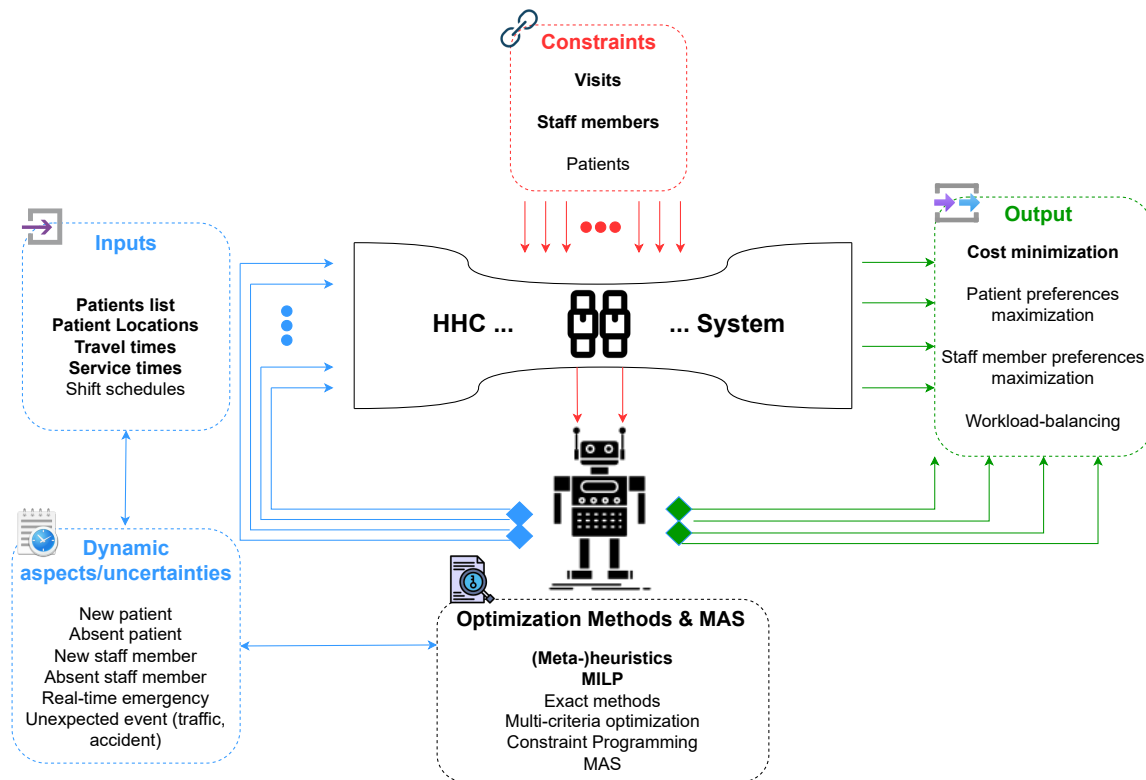 Constraints
Visits
Staff members
Patients
Inputs
Patients list
Patient Locations
Travel times
Service times
Shift schedules
HHC ...
... System
Output
Cost minimization
Patient preferences
maximization
Staff member preferences
maximization
Workload-balancing
Dynamic
aspects/uncertainties
New patient
Absent patient
New staff member
Absent staff member
Real-time emergency
Unexpected event (traffic,
accident)
Optimization Methods & MAS
(Meta-)heuristics
MILP
Exact methods
Multi-criteria optimization
Constraint Programming
MAS